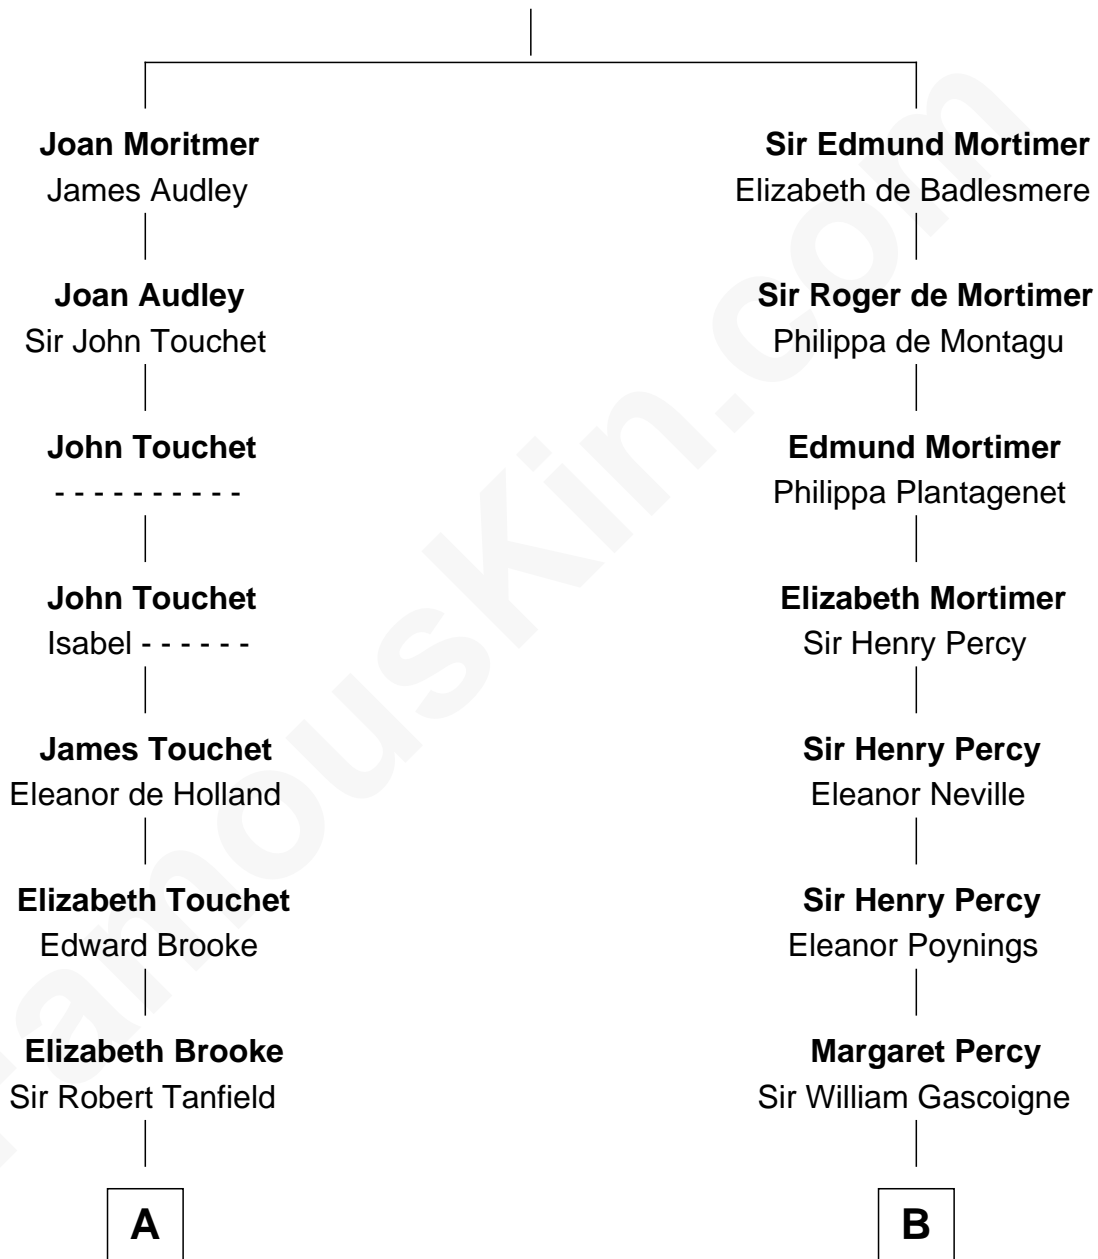 Joan Moritmer
James Audley
Joan Audley
Sir John Touchet
John Touchet
- - - - - - - - - -
John Touchet
Isabel - - - - - -
James Touchet
Eleanor de Holland
Elizabeth Touchet
Edward Brooke
Elizabeth Brooke
Sir Robert Tanfield
A
Sir Edmund Mortimer
Elizabeth de Badlesmere
Sir Roger de Mortimer
Philippa de Montagu
Edmund Mortimer
Philippa Plantagenet
Elizabeth Mortimer
Sir Henry Percy
Sir Henry Percy
Eleanor Neville
Sir Henry Percy
Eleanor Poynings
Margaret Percy
Sir William Gascoigne
B
FamousKin.com